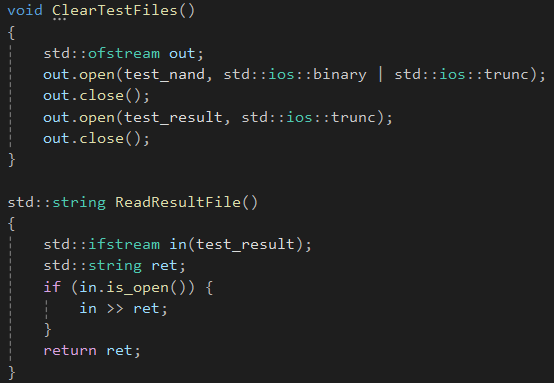 void ClearTestFiles()
{
    std::ofstream out;
    out.open(test_nand, std::ios::binary | std::ios::trunc);
    out.close();
    out.open(test_result, std::ios::trunc);
    out.close();
}

std::string ReadResultFile()
{
    std::ifstream in(test_result);
    std::string ret;
    if (in.is_open()) {
        in >> ret;
    }
    return ret;
}